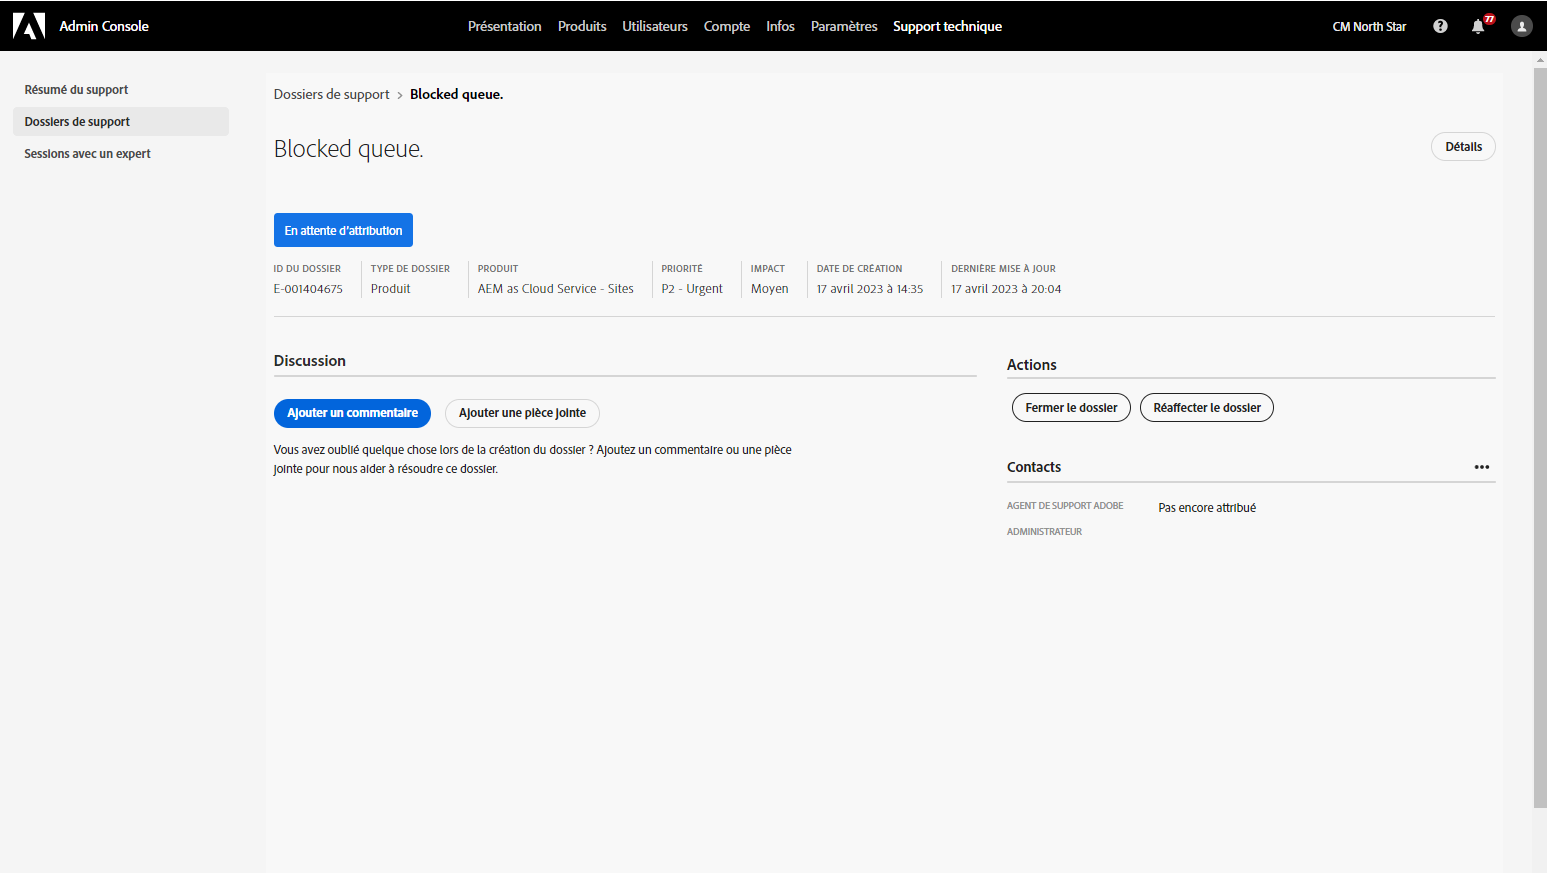 Admin Console
Présentation Produits Utilisateurs Compte Infos Paramètres Support technique
CM North Star
77
Résumé du support
Dossiers de support
Sessions avec un expert
Dossiers de support > Blocked queue.
Blocked queue.
Détails
En attente d'attribution
ID DU DOSSIER
E-001404675
TYPE DE DOSSIER
Produit
PRODUIT
AEM as Cloud Service - Sites
PRIORITÉ
P2 - Urgent
IMPACT
Moyen
DATE DE CRÉATION
17 avril 2023 à 14:35
DERNIÈRE MISE À JOUR
17 avril 2023 à 20:04
Discussion
Ajouter un commentaire
Ajouter une pièce jointe
Vous avez oublié quelque chose lors de la création du dossier ? Ajoutez un commentaire ou une pièce
jointe pour nous aider à résoudre ce dossier.
Actions
Fermer le dossier
Réaffecter le dossier
Contacts
AGENT DE SUPPORT ADOBE
Pas encore attribué
ADMINISTRATEUR